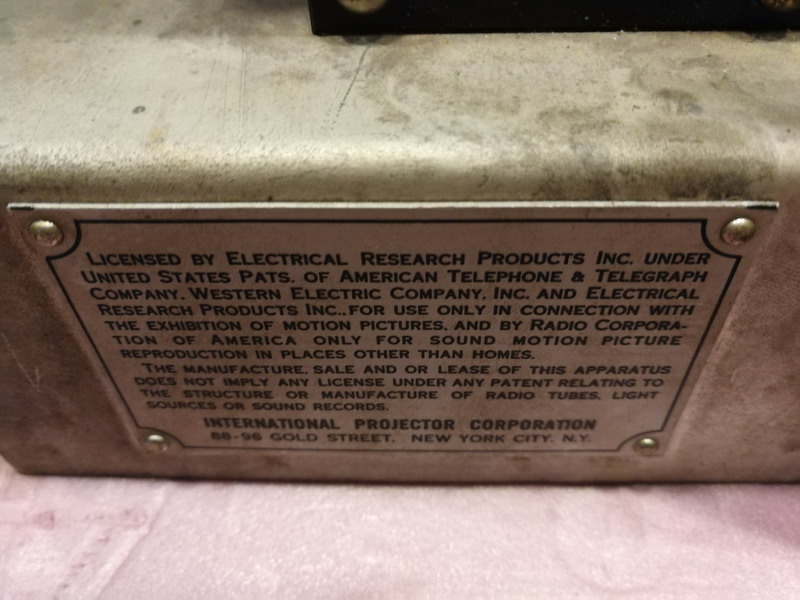 LICENSED BY ELECTRICAL RESEARCH PRODUCTS INC. UNDER
UNITED STATES PATS. OF AMERICAN TELEPHONE & TELEGRAPH
COMPANY, WESTERN ELECTRIC COMPANY, INC. AND ELECTRICAL
RESEARCH PRODUCTS INC., FOR USE ONLY IN CONNECTION WITH
THE EXHIBITION OF MOTION PICTURES, AND BY RADIO CORPORA-
TION OF AMERICA ONLY FOR SOUND MOTION PICTURE
REPRODUCTION IN PLACES OTHER THAN HOMES.
THE MANUFACTURE, SALE AND OR LEASE OF THIS APPARATUS
DOES NOT IMPLY ANY LICENSE UNDER ANY PATENT RELATING TO
THE STRUCTURE OR MANUFACTURE OF RADIO TUBES, LIGHT
SOURCES OR SOUND RECORDS.
INTERNATIONAL PROJECTOR CORPORATION
88-96 GOLD STREET, NEW YORK CITY, N.Y.